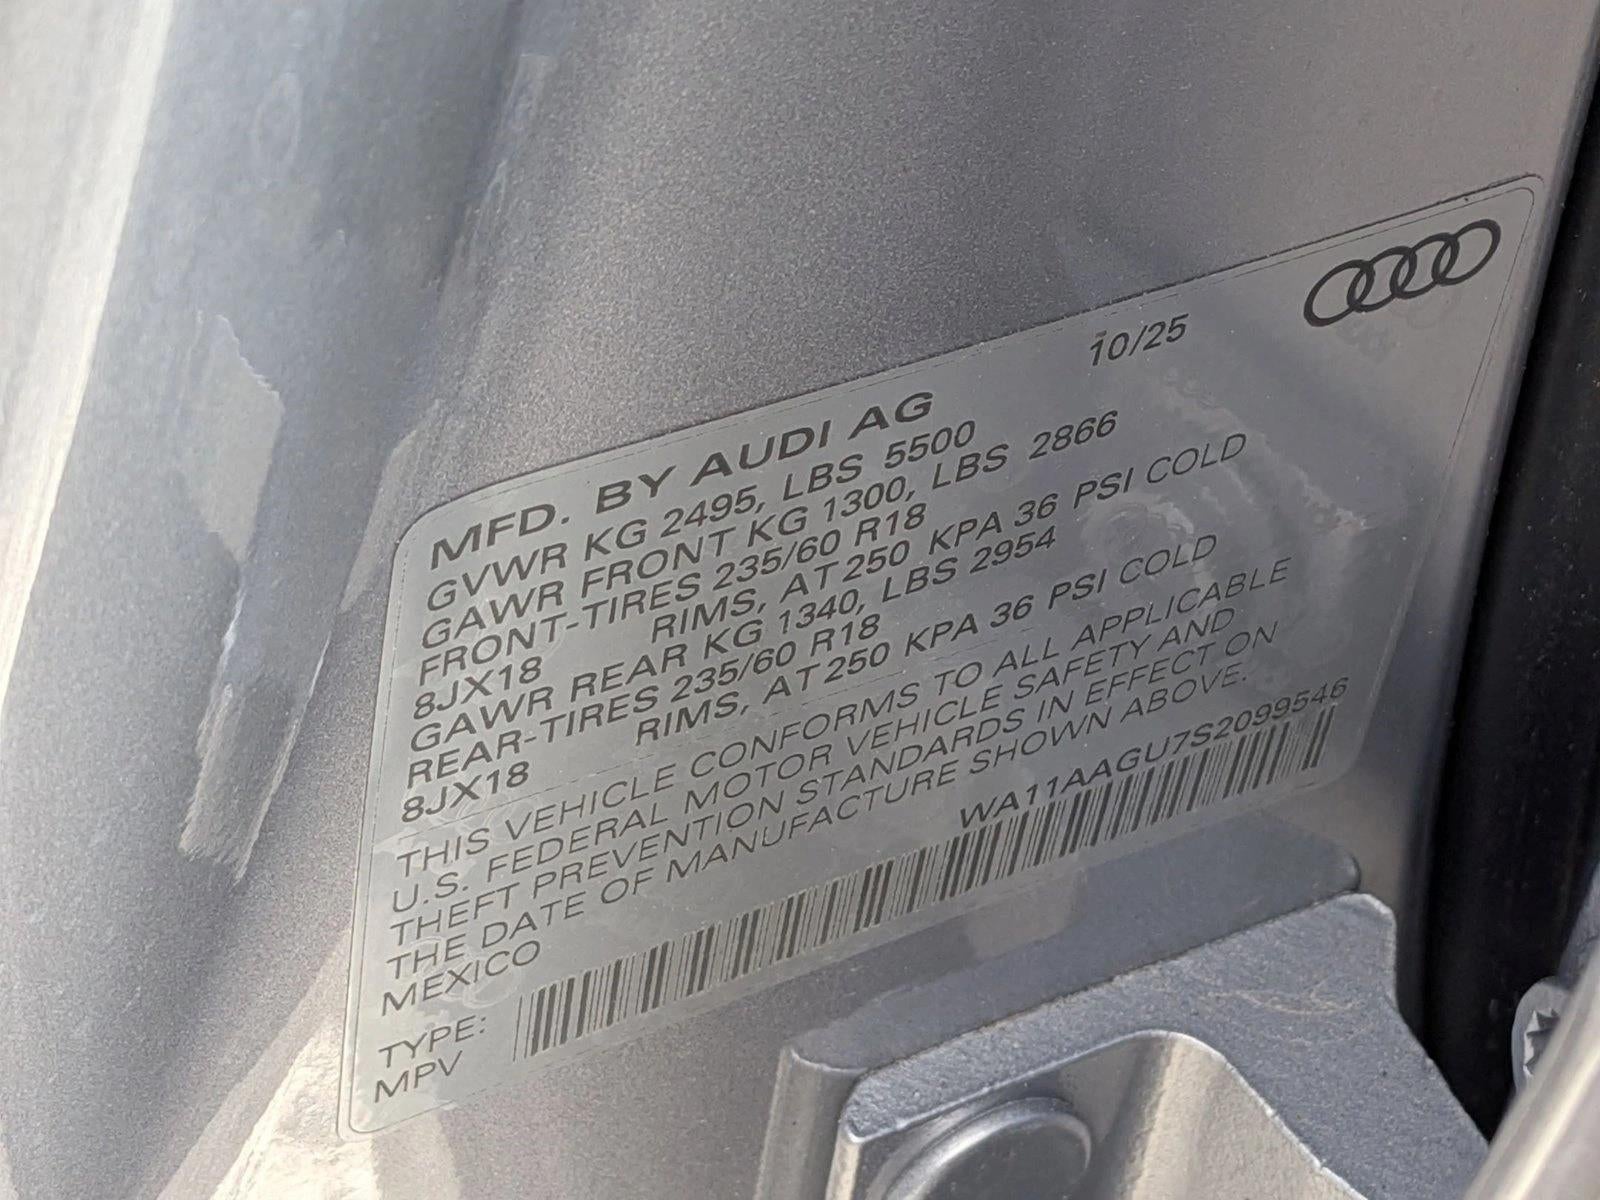 10/25
MFD. BY AUDI AG
GVWR KG 2495, LBS 5500
GAWR FRONT KG 1300, LBS 2866
FRONT-TIRES 235/60 R18
8JX18 RIMS, AT 250 KPA 36 PSI COLD
GAWR REAR KG 1340, LBS 2954
REAR-TIRES 235/60 R18
8JX18 RIMS, AT 250 KPA 36 PSI COLD
THIS VEHICLE CONFORMS TO ALL APPLICABLE
U.S. FEDERAL MOTOR VEHICLE SAFETY AND
THEFT PREVENTION STANDARDS IN EFFECT ON
THE DATE OF MANUFACTURE SHOWN ABOVE.
MEXICO
WA11AAGU7S2099546
TYPE:
MPV